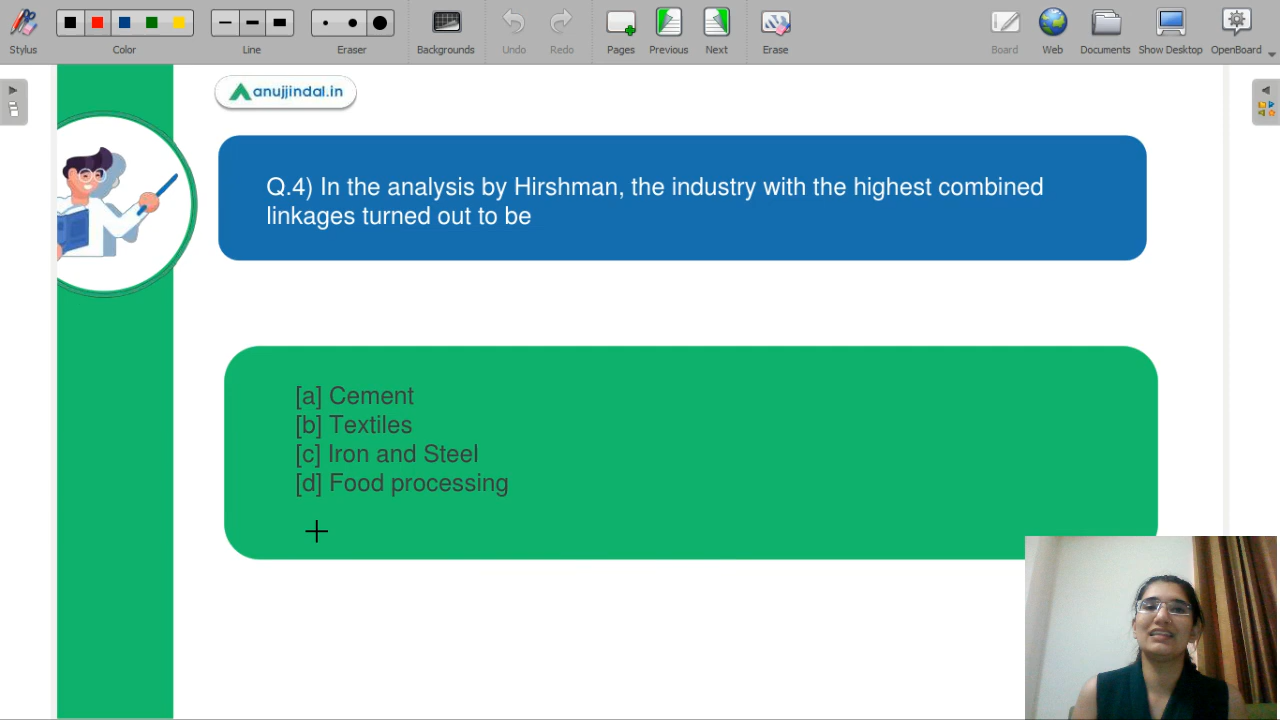 Stylus
Color
Line
Eraser
Backgrounds
Undo
Redo
Pages
Previous
Next
Erase
Board
Web
Documents
Show Desktop
OpenBoard
anujjindal.in
Q.4) In the analysis by Hirshman, the industry with the highest combined
linkages turned out to be
[a] Cement
[b] Textiles
[c] Iron and Steel
[d] Food processing